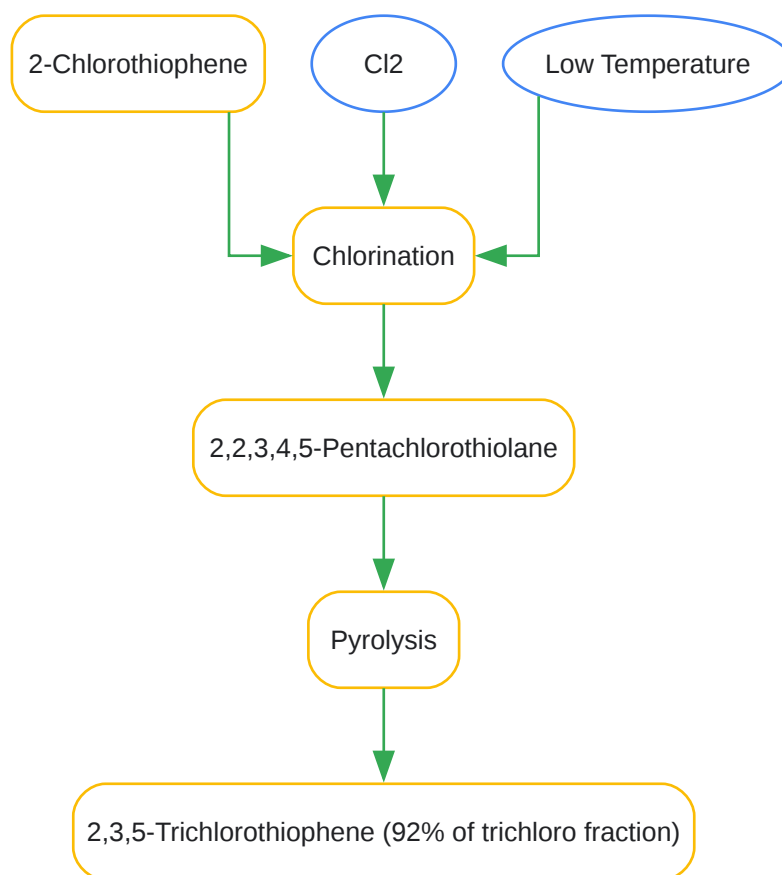 2-Chlorothiophene
Cl2
Low Temperature
Chlorination
2,2,3,4,5-Pentachlorothiolane
Pyrolysis
2,3,5-Trichlorothiophene (92% of trichloro fraction)